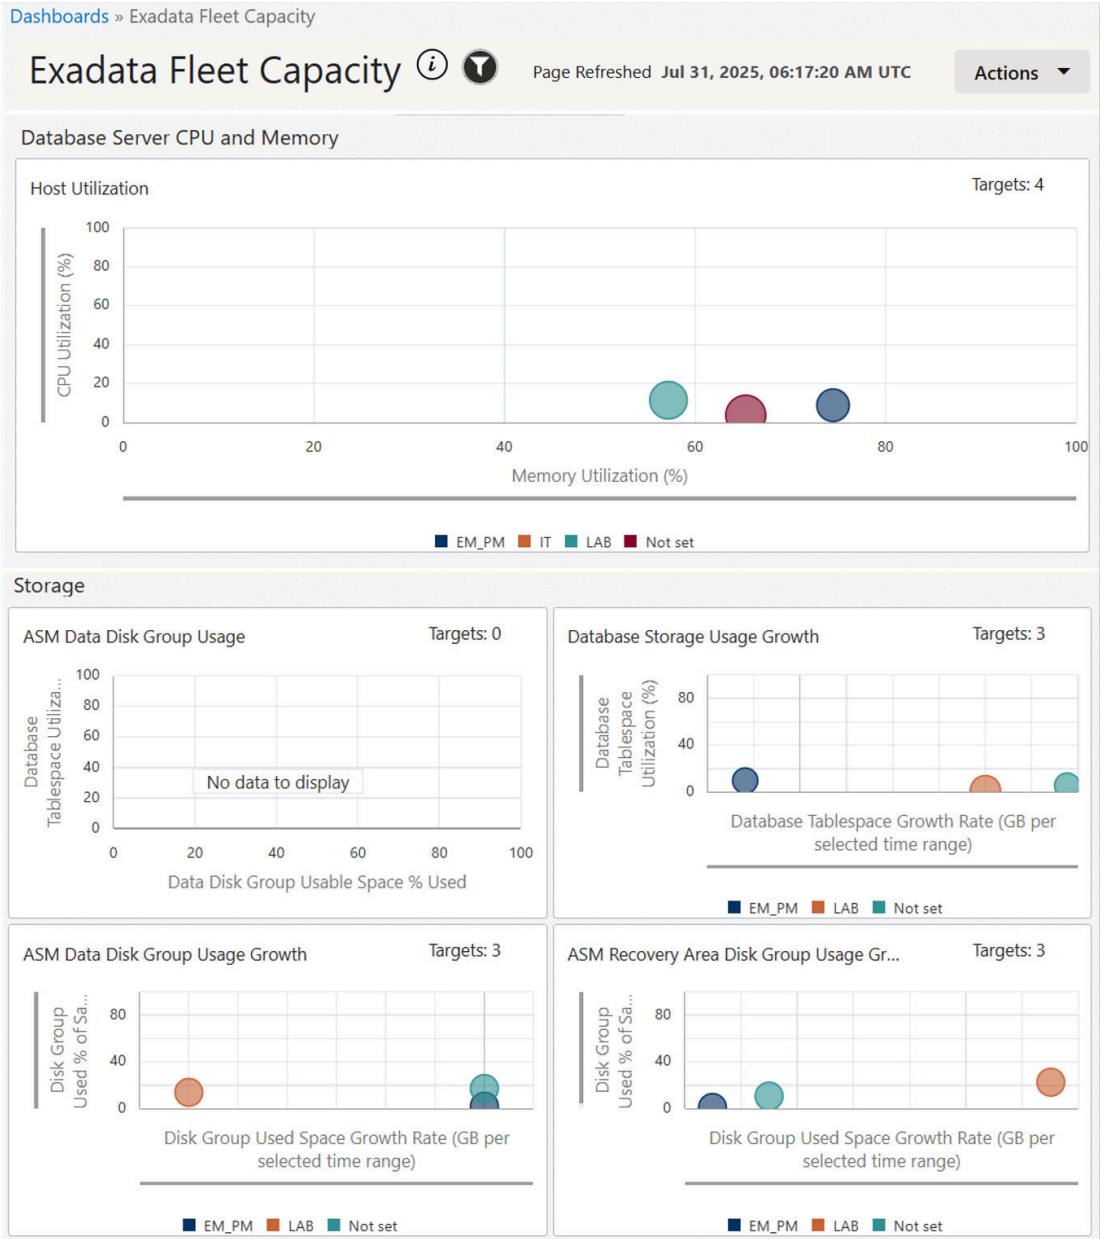 Dashboards » Exadata Fleet Capacity
Exadata Fleet Capacity i Page Refreshed Jul 31, 2025, 06:17:20 AM UTC Actions
Database Server CPU and Memory
Host Utilization Targets: 4
CPU Utilization (%)
100
80
60
40
20
0
0 20 40 60 80 100
Memory Utilization (%)
EM_PM IT LAB Not set
Storage
ASM Data Disk Group Usage Targets: 0
Database
Tablespace Utiliza...
100
80
60
40
20
0
No data to display
0 20 40 60 80 100
Data Disk Group Usable Space % Used
Database Storage Usage Growth Targets: 3
Database
Tablespace
Utilization (%)
80
40
0
Database Tablespace Growth Rate (GB per
selected time range)
EM_PM LAB Not set
ASM Data Disk Group Usage Growth Targets: 3
Disk Group
Used % of Sa...
80
40
0
Disk Group Used Space Growth Rate (GB per
selected time range)
EM_PM LAB Not set
ASM Recovery Area Disk Group Usage Gr... Targets: 3
Disk Group
Used % of Sa...
80
40
0
Disk Group Used Space Growth Rate (GB per
selected time range)
EM_PM LAB Not set